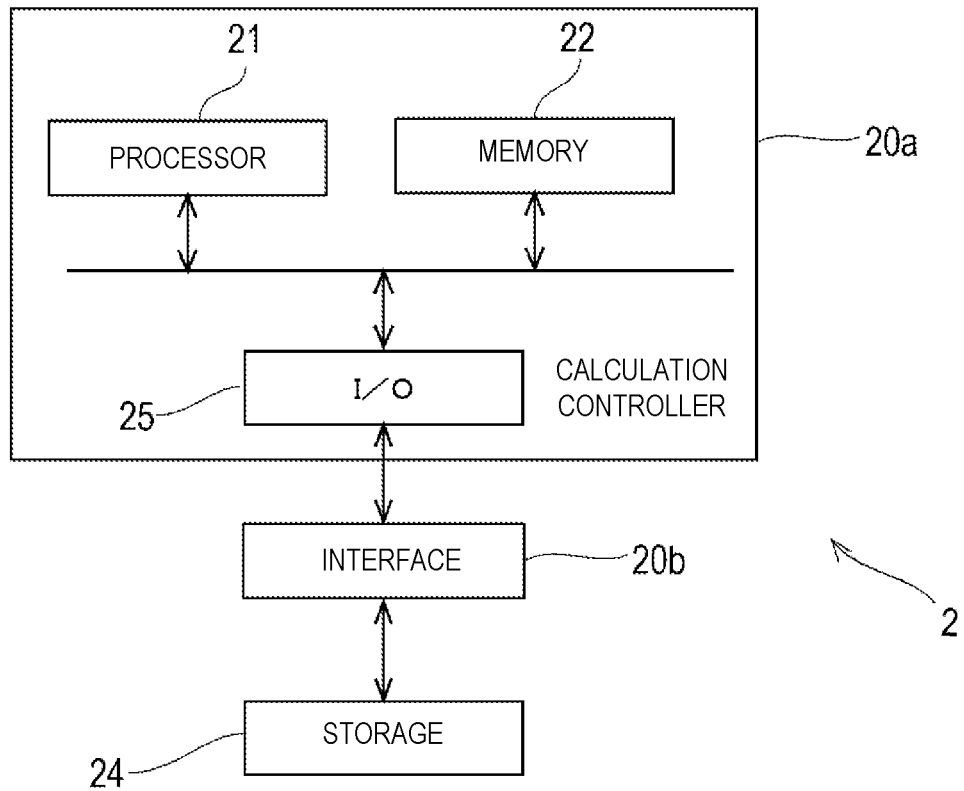 21
22
PROCESSOR
MEMORY
20a
I/O
CALCULATION
CONTROLLER
25
INTERFACE
20b
2
STORAGE
24